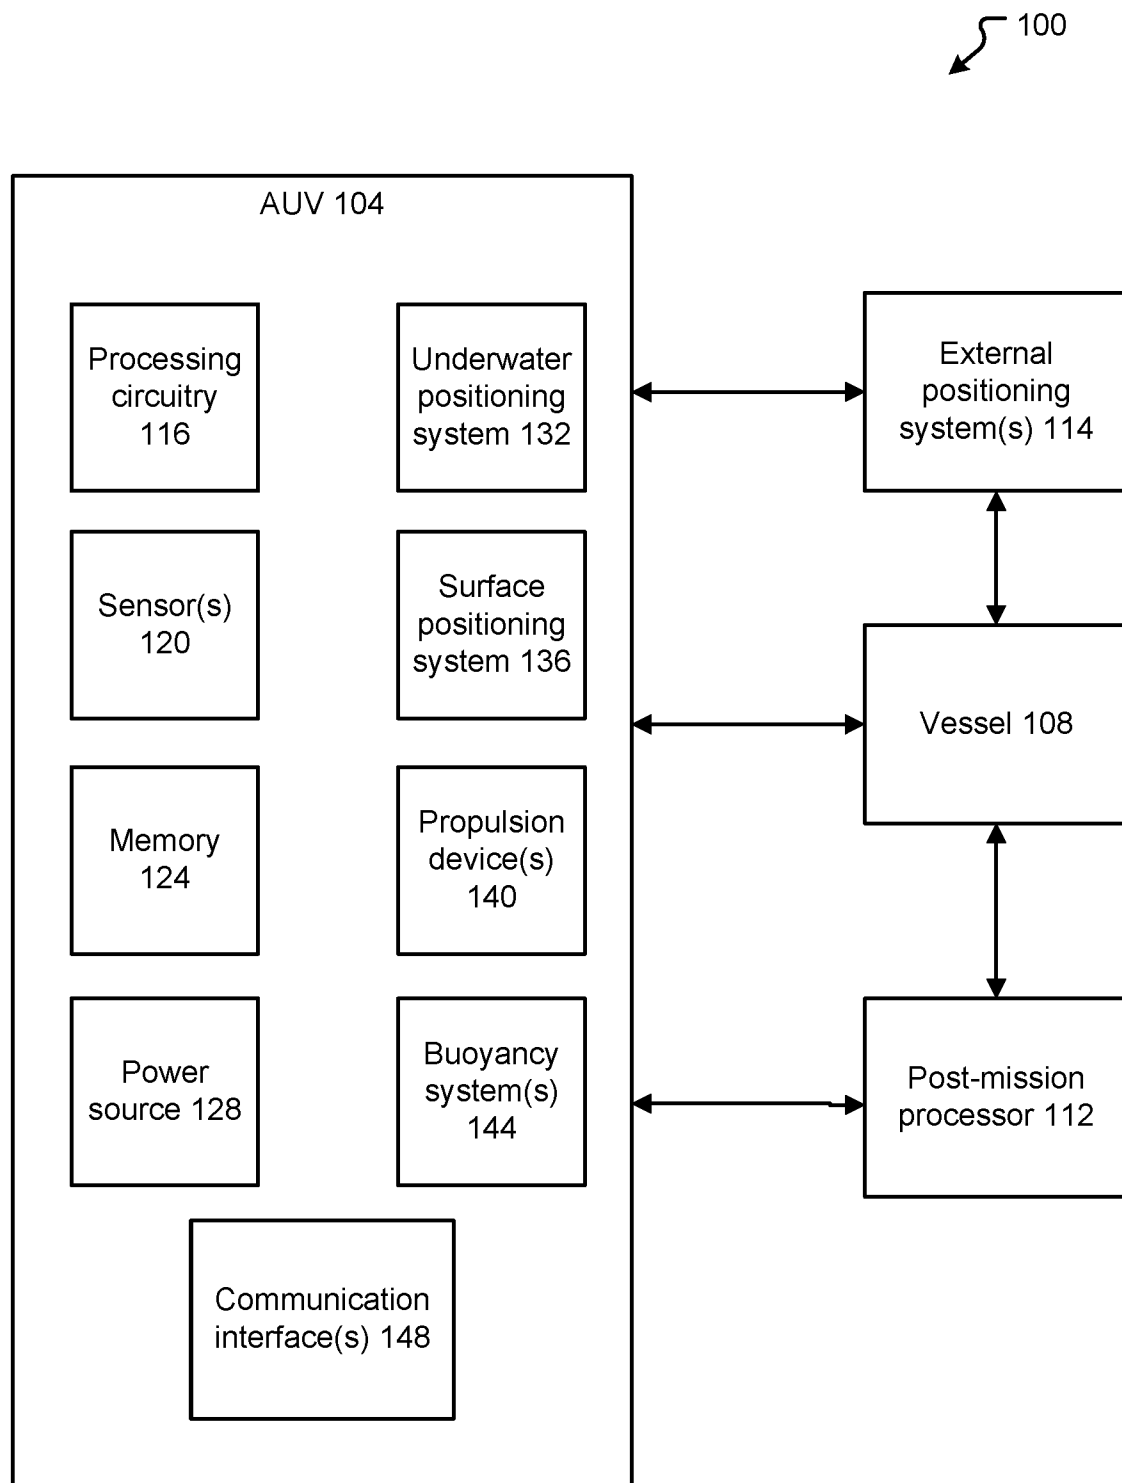 100
AUV 104
Processing
circuitry
116
Underwater
positioning
system 132
External
positioning
system(s) 114
Sensor(s)
120
Surface
positioning
system 136
Vessel 108
Memory
124
Propulsion
device(s)
140
Power
source 128
Buoyancy
system(s)
144
Post-mission
processor 112
Communication
interface(s) 148